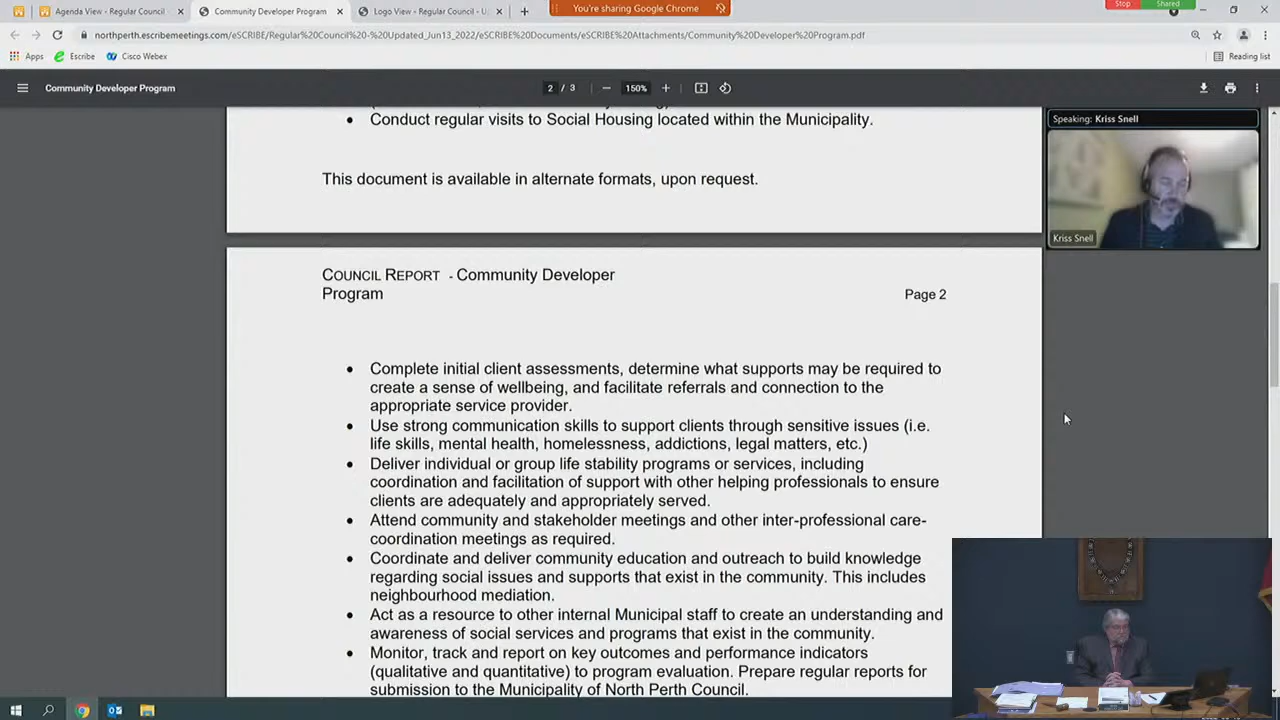 Agenda View - Regular Council
Community Developer Program
Logo View - Regular Council - U
You're sharing Google Chrome
Stop
Shared
northperth.escribemeetings.com/eSCRIBE/Regular%20Council%20-%20Updated_Jun13_2022/eSCRIBE%20Documents/eSCRIBE%20Attachments/Community%20Developer%20Program.pdf
Apps
Escribe
Cisco Webex
Reading list
Community Developer Program
2 / 3
150%
• Conduct regular visits to Social Housing located within the Municipality.
This document is available in alternate formats, upon request.
Speaking: Kriss Snell
Kriss Snell
COUNCIL REPORT - Community Developer
Program
Page 2
• Complete initial client assessments, determine what supports may be required to
create a sense of wellbeing, and facilitate referrals and connection to the
appropriate service provider.
• Use strong communication skills to support clients through sensitive issues (i.e.
life skills, mental health, homelessness, addictions, legal matters, etc.)
• Deliver individual or group life stability programs or services, including
coordination and facilitation of support with other helping professionals to ensure
clients are adequately and appropriately served.
• Attend community and stakeholder meetings and other inter-professional care-
coordination meetings as required.
• Coordinate and deliver community education and outreach to build knowledge
regarding social issues and supports that exist in the community. This includes
neighbourhood mediation.
• Act as a resource to other internal Municipal staff to create an understanding and
awareness of social services and programs that exist in the community.
• Monitor, track and report on key outcomes and performance indicators
(qualitative and quantitative) to program evaluation. Prepare regular reports for
submission to the Municipality of North Perth Council.